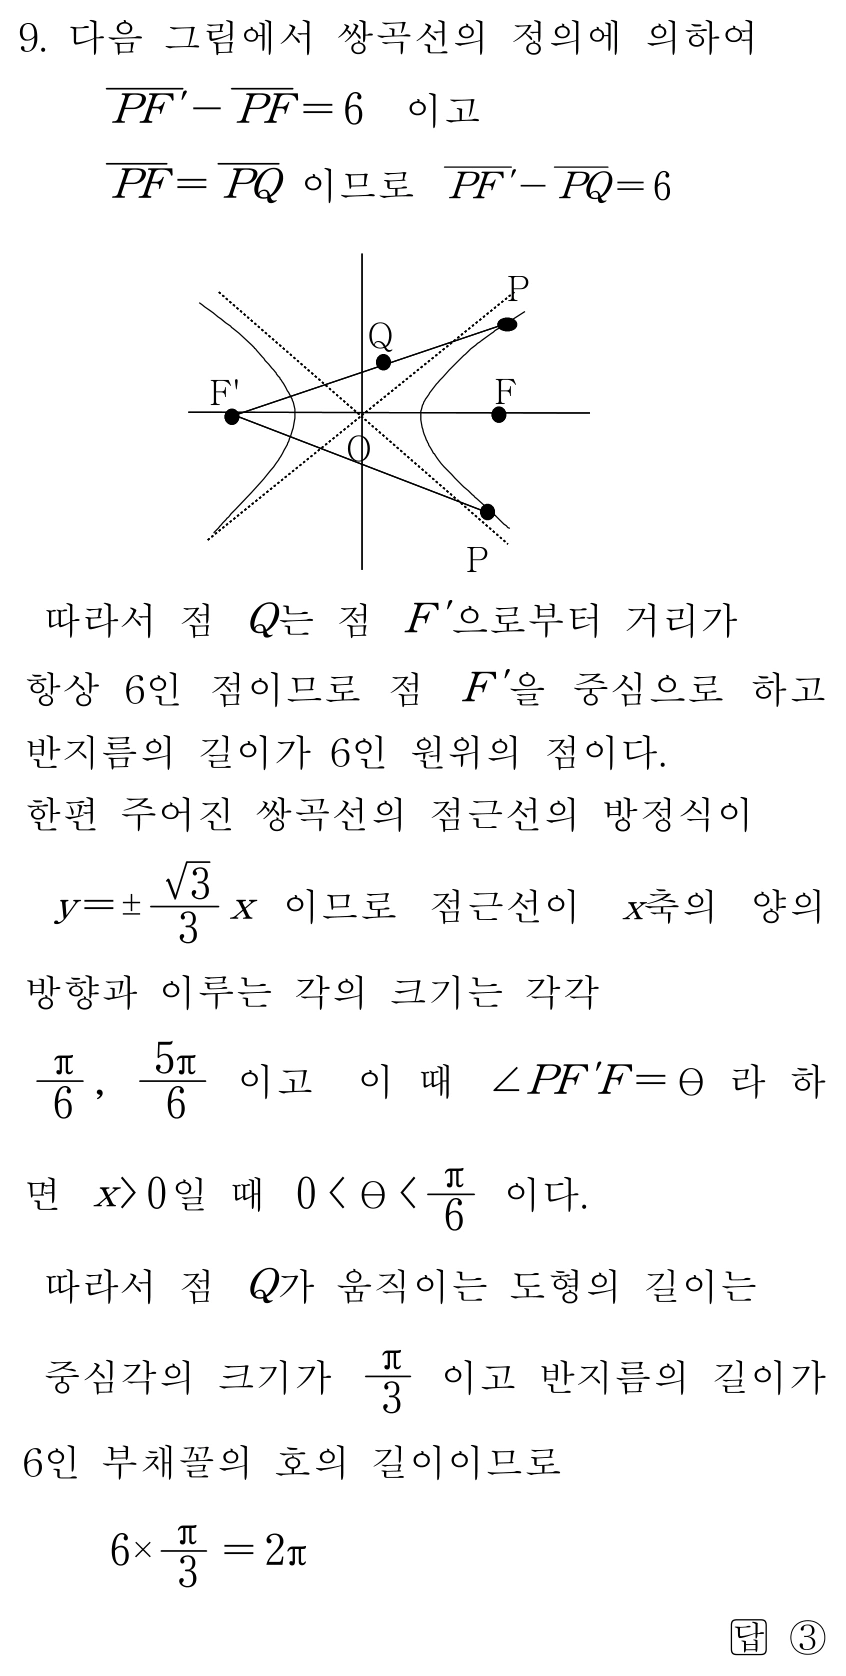 9. 다음 그림에서 쌍곡선의 정의에 의하여
PF′ − PF = 6 이고
PF = PQ 이므로 PF′ − PQ = 6
P
Q
F'
F
O
P
따라서 점 Q는 점 F′으로부터 거리가
항상 6인 점이므로 점 F′을 중심으로 하고
반지름의 길이가 6인 원위의 점이다.
한편 주어진 쌍곡선의 점근선의 방정식이
y=±√3/3 x 이므로 점근선이 x축의 양의
방향과 이루는 각의 크기는 각각
π/6, 5π/6 이고 이 때 ∠PF′F=θ 라 하
면 x>0일 때 0<θ<π/6 이다.
따라서 점 Q가 움직이는 도형의 길이는
중심각의 크기가 π/3 이고 반지름의 길이가
6인 부채꼴의 호의 길이이므로
6×π/3=2π
답 ③